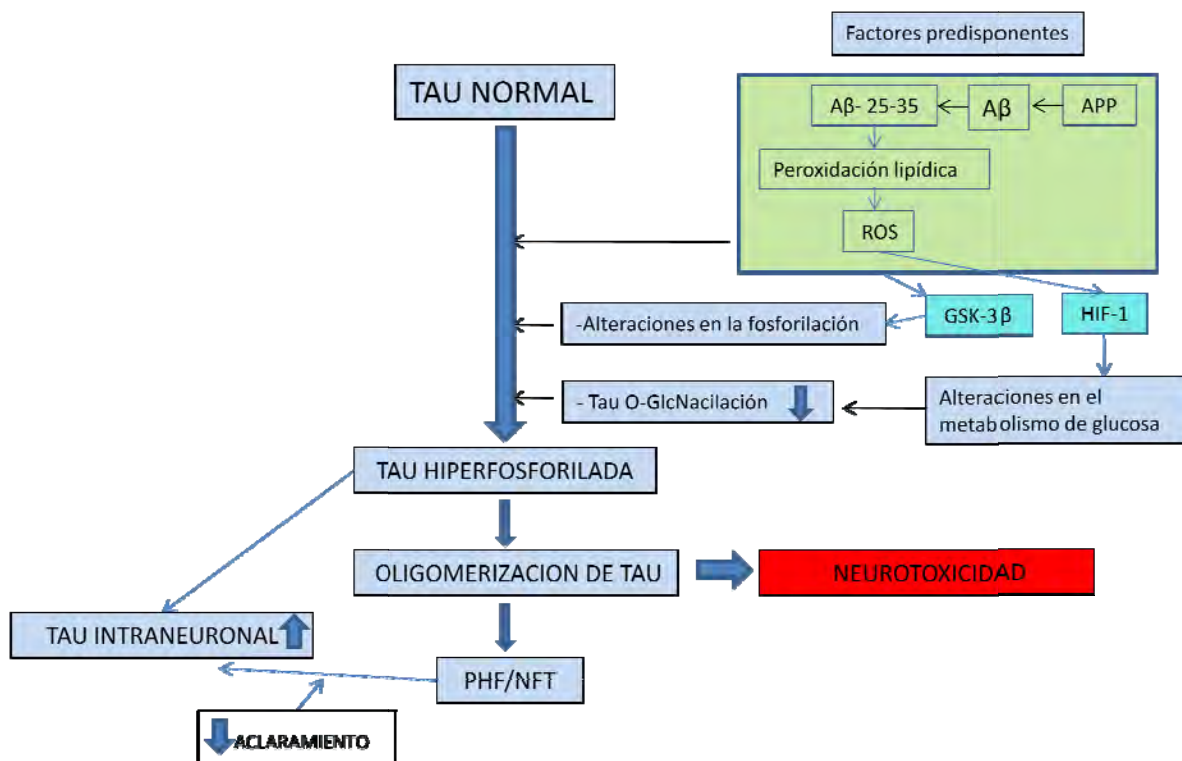 Factores predisponentes
TAU NORMAL
Aβ- 25-35
Aβ
APP
Peroxidación lipídica
ROS
-Alteraciones en la fosforilación
GSK-3β
HIF-1
- Tau O-GlcNacilación
Alteraciones en el
metabolismo de glucosa
TAU HIPERFOSFORILADA
OLIGOMERIZACION DE TAU
NEUROTOXICIDAD
TAU INTRANEURONAL
PHF/NFT
ACLARAMIENTO